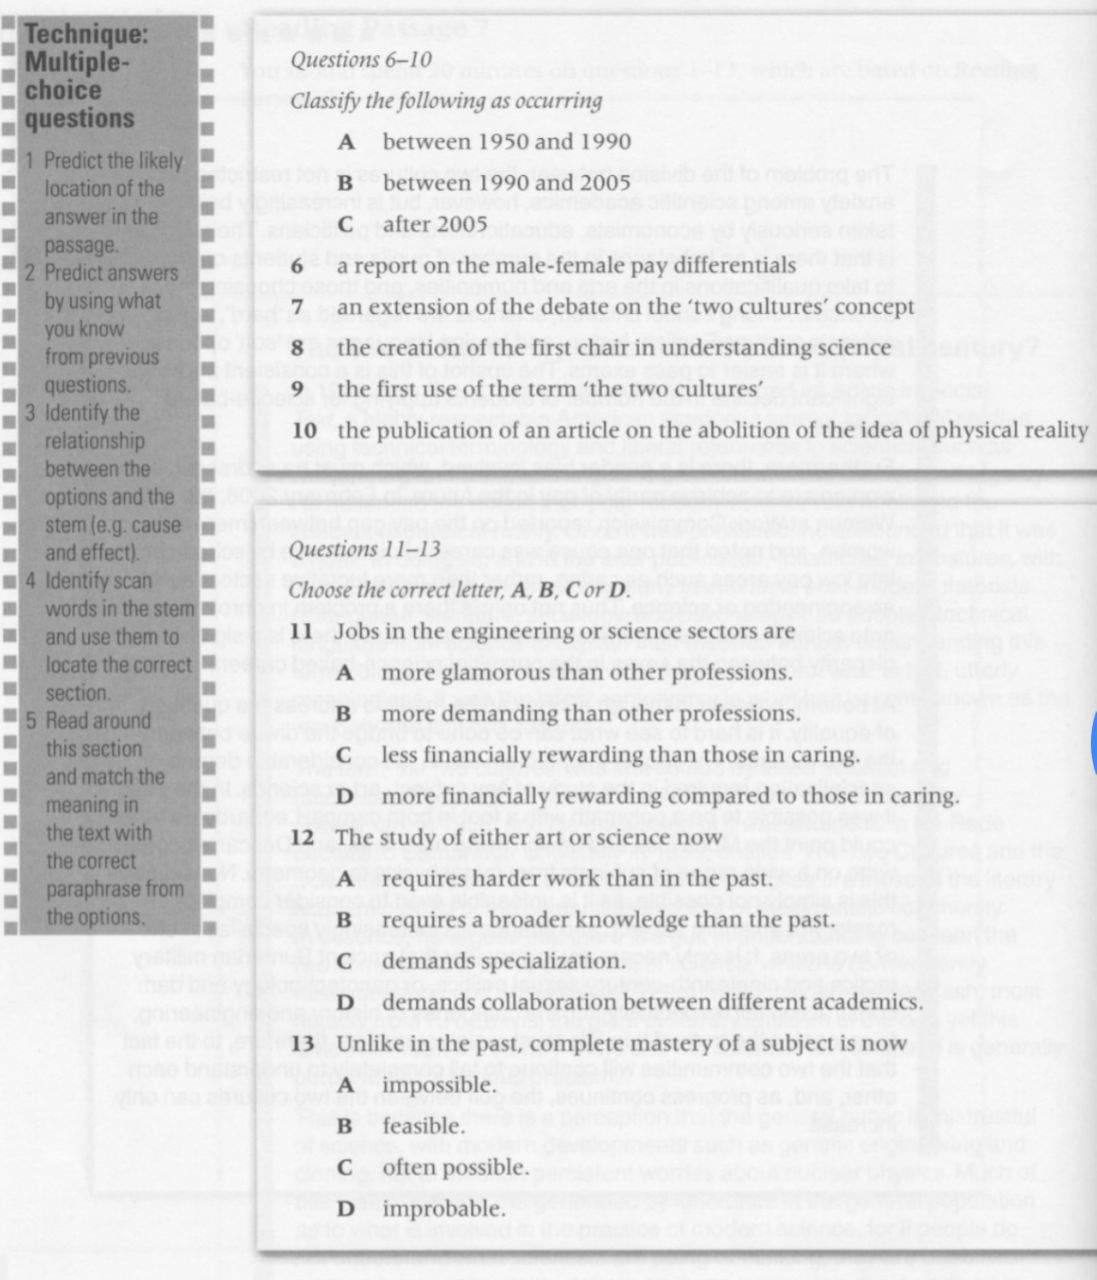 Technique:
Multiple-
choice
questions
1 Predict the likely
location of the
answer in the
passage.
2 Predict answers
by using what
you know
from previous
questions.
3 Identify the
relationship
between the
options and the
stem (e.g. cause
and effect).
4 Identify scan
words in the stem
and use them to
locate the correct
section.
5 Read around
this section
and match the
meaning in
the text with
the correct
paraphrase from
the options.
Questions 6–10
Classify the following as occurring
A between 1950 and 1990
B between 1990 and 2005
C after 2005
6 a report on the male-female pay differentials
7 an extension of the debate on the ‘two cultures’ concept
8 the creation of the first chair in understanding science
9 the first use of the term ‘the two cultures’
10 the publication of an article on the abolition of the idea of physical reality
Questions 11–13
Choose the correct letter, A, B, C or D.
11 Jobs in the engineering or science sectors are
A more glamorous than other professions.
B more demanding than other professions.
C less financially rewarding than those in caring.
D more financially rewarding compared to those in caring.
12 The study of either art or science now
A requires harder work than in the past.
B requires a broader knowledge than the past.
C demands specialization.
D demands collaboration between different academics.
13 Unlike in the past, complete mastery of a subject is now
A impossible.
B feasible.
C often possible.
D improbable.